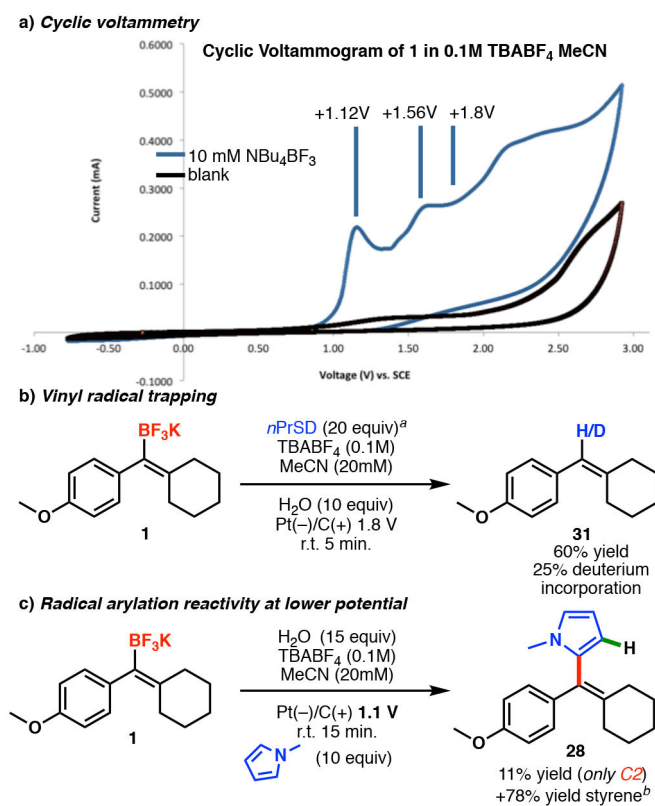 a) Cyclic voltammetry
Cyclic Voltammogram of 1 in 0.1M TBABF4 MeCN
0.6000
0.5000
0.4000
0.3000
0.2000
0.1000
-0.1000
Current (mA)
+1.12V +1.56V +1.8V
10 mM NBu4BF3
blank
-1.00 -0.50 0.00 0.50 1.00 1.50 2.00 2.50 3.00
Voltage (V) vs. SCE
b) Vinyl radical trapping
BF3K
O
1
nPrSD (20 equiv)a
TBABF4 (0.1M)
MeCN (20mM)
H2O (10 equiv)
Pt(–)/C(+) 1.8 V
r.t. 5 min.
H/D
O
31
60% yield
25% deuterium
incorporation
c) Radical arylation reactivity at lower potential
BF3K
O
1
H2O (15 equiv)
TBABF4 (0.1M)
MeCN (20mM)
Pt(–)/C(+) 1.1 V
r.t. 15 min.
N (10 equiv)
N
H
O
28
11% yield (only C2)
+78% yield styreneb